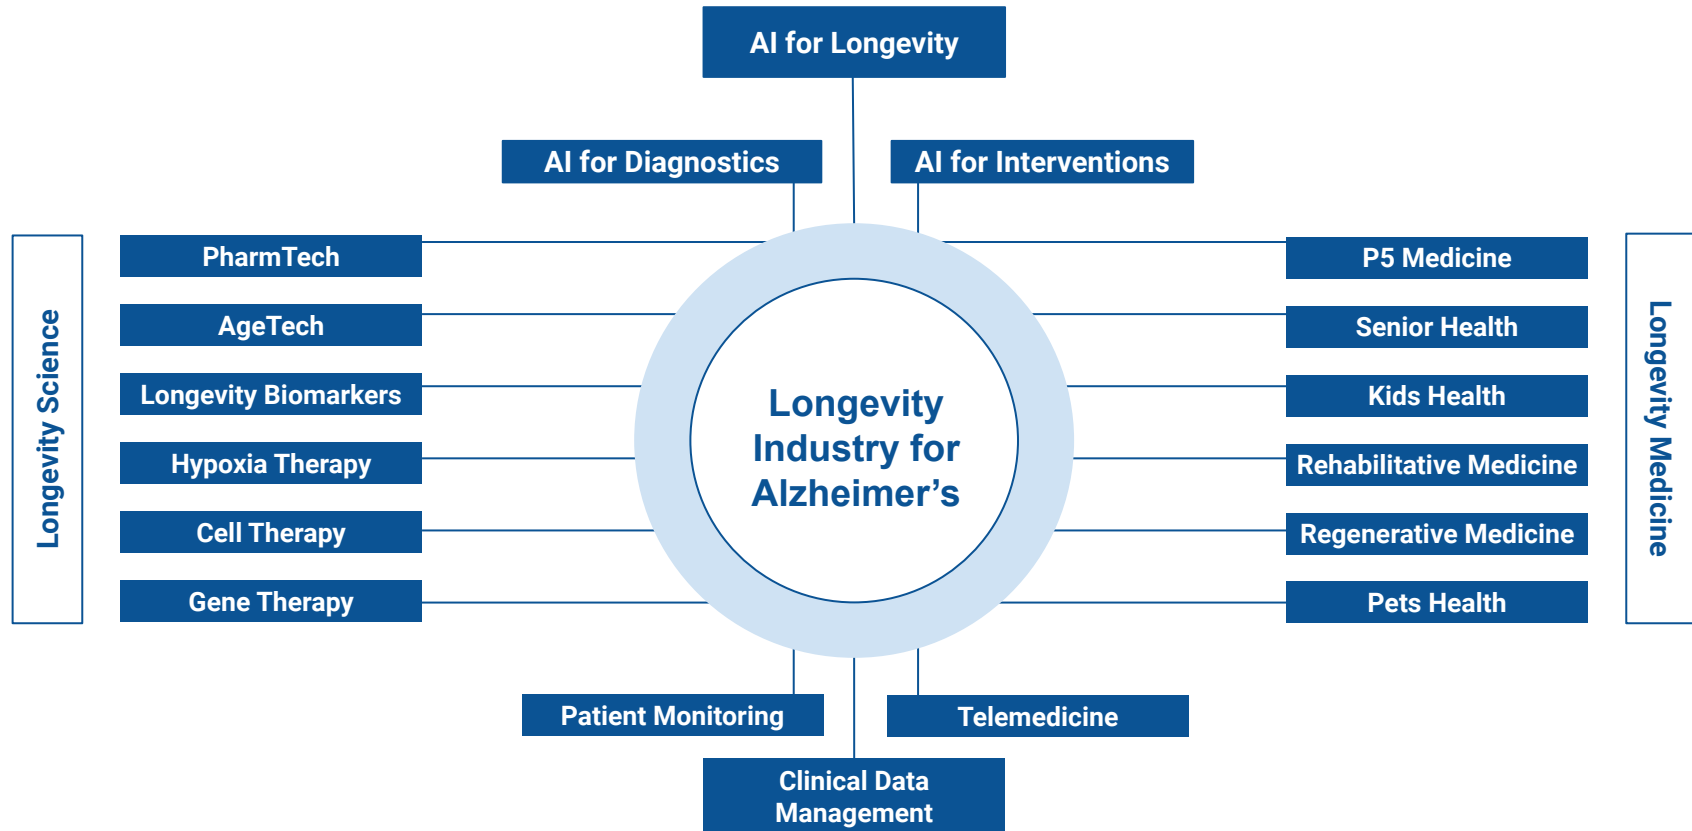 AI for Longevity
AI for Diagnostics
AI for Interventions
Longevity Science
PharmTech
AgeTech
Longevity Biomarkers
Hypoxia Therapy
Cell Therapy
Gene Therapy
Longevity
Industry for
Alzheimer’s
P5 Medicine
Senior Health
Kids Health
Rehabilitative Medicine
Regenerative Medicine
Pets Health
Longevity Medicine
Patient Monitoring
Telemedicine
Clinical Data
Management